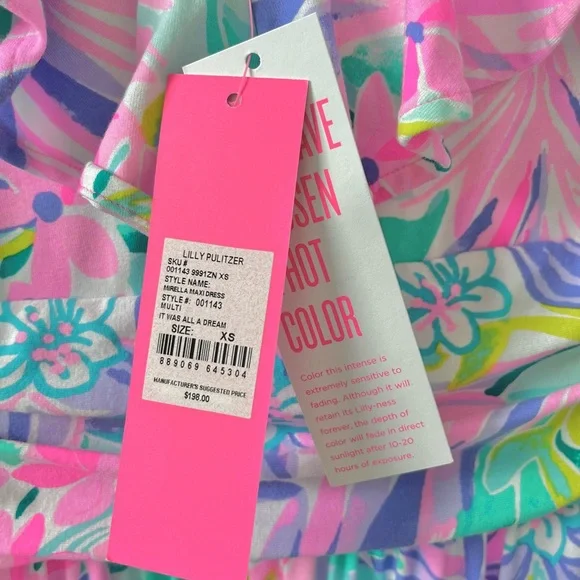 LILLY PULITZER
SKU #
001143 9991ZN XS
STYLE NAME:
MIRELLA MAXI DRESS
STYLE #: 001143
MULTI
IT WAS ALL A DREAM
SIZE: XS
889069 645304
MANUFACTURER'S SUGGESTED PRICE
$198.00
HOT
COLOR
Color this intense is
extremely sensitive to
fading. Although it will
retain its Lilly-ness
forever, the depth of
color will fade in direct
sunlight after 10-20
hours of exposure.